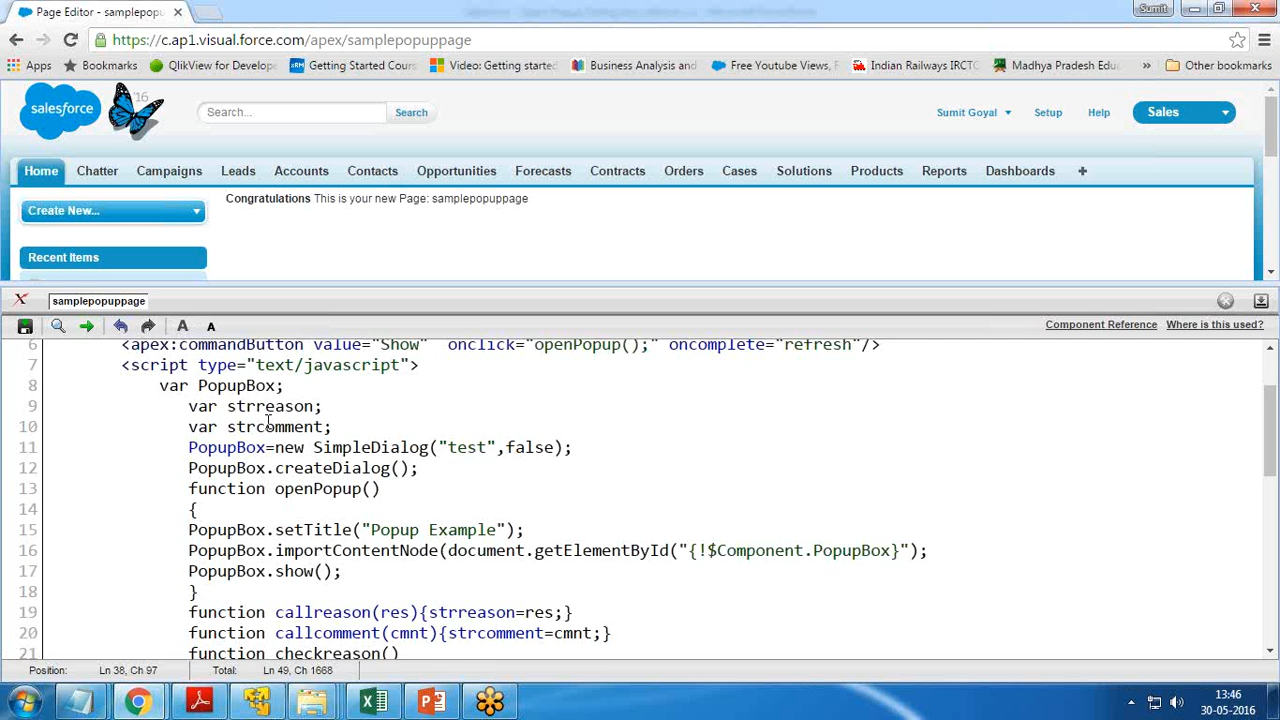 Page Editor - samplepopu
Sumit
https://c.ap1.visual.force.com/apex/samplepopuppage
Apps Bookmarks QlikView for Develope Getting Started Cours Video: Getting started Business Analysis and Free Youtube Views, F Indian Railways IRCTC Madhya Pradesh Edu » Other bookmarks
salesforce '16 Search... Search Sumit Goyal Setup Help Sales
Home Chatter Campaigns Leads Accounts Contacts Opportunities Forecasts Contracts Orders Cases Solutions Products Reports Dashboards +
Create New...
Congratulations This is your new Page: samplepopuppage
Recent Items
samplepopuppage
A A Component Reference Where is this used?
6 <apex:commandButton value="Show" onclick="openPopup();" oncomplete="refresh"/>
7 <script type="text/javascript">
8 var PopupBox;
9 var strreason;
10 var strcomment;
11 PopupBox=new SimpleDialog("test",false);
12 PopupBox.createDialog();
13 function openPopup()
14 {
15 PopupBox.setTitle("Popup Example");
16 PopupBox.importContentNode(document.getElementById("{!$Component.PopupBox}");
17 PopupBox.show();
18 }
19 function callreason(res){strreason=res;}
20 function callcomment(cmnt){strcomment=cmnt;}
21 function checkreason()
Position: Ln 38, Ch 97 Total: Ln 49, Ch 1668
13:46
30-05-2016